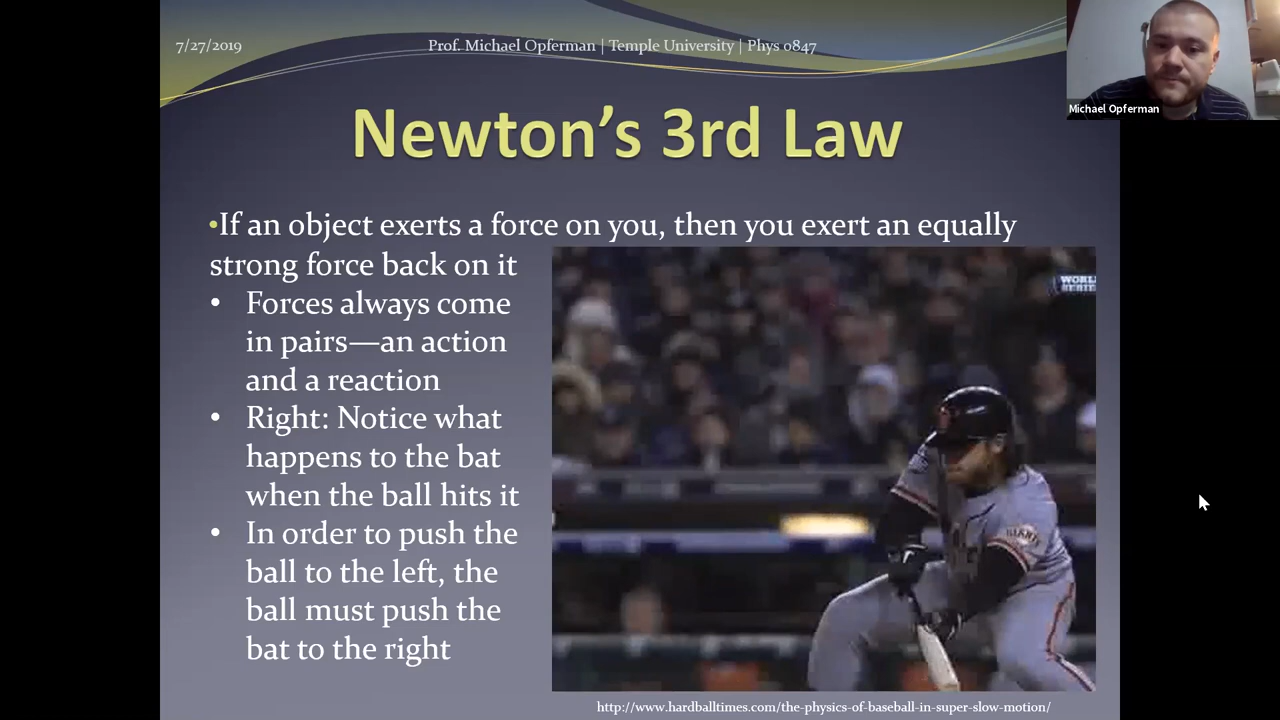 7/27/2019
Prof. Michael Opferman | Temple University | Phys 0847
Michael Opferman
Newton’s 3rd Law
•If an object exerts a force on you, then you exert an equally
strong force back on it
• Forces always come
in pairs—an action
and a reaction
• Right: Notice what
happens to the bat
when the ball hits it
• In order to push the
ball to the left, the
ball must push the
bat to the right
WORLD
SERIES
GIANTS
http://www.hardballtimes.com/the-physics-of-baseball-in-super-slow-motion/